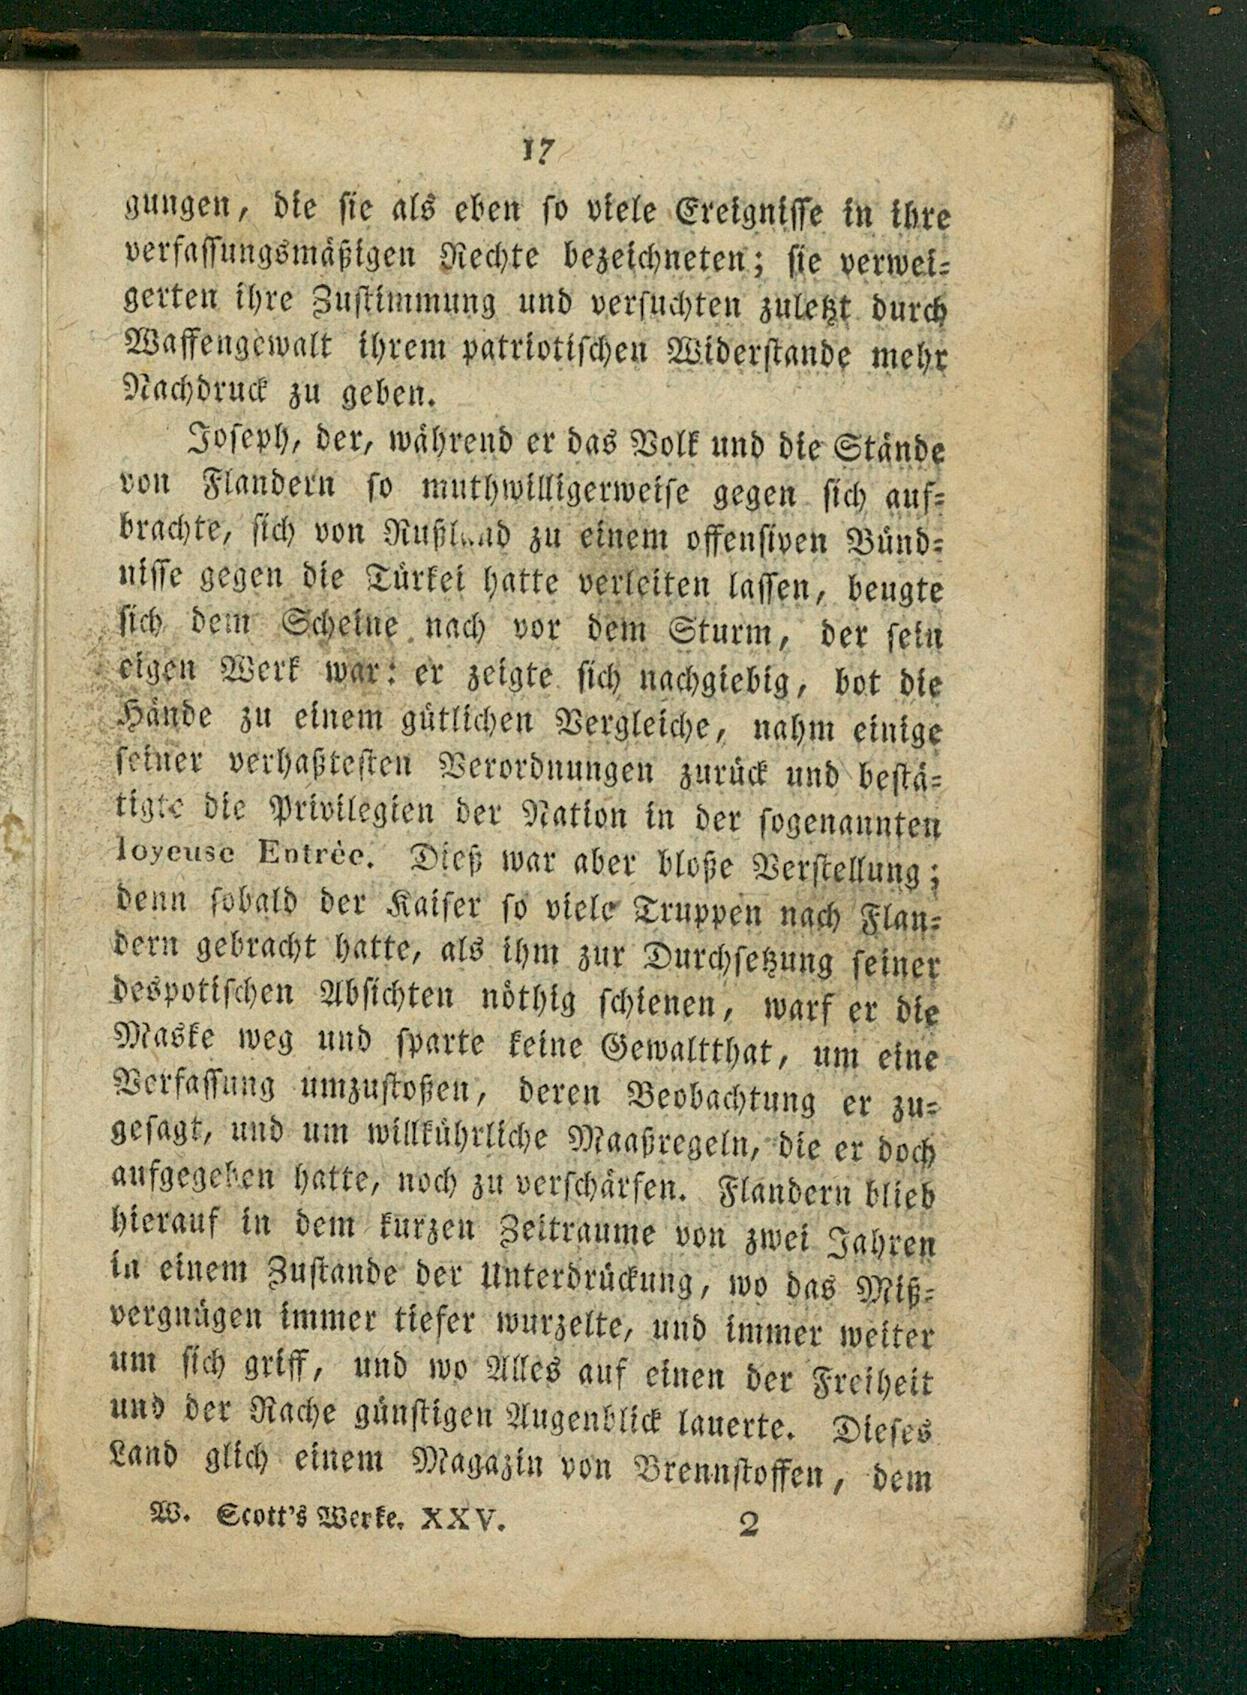 17
gungen, die sie als eben so viele Ereignisse in ihre
verfassungsmäßigen Rechte bezeichneten; sie verwei-
gerten ihre Zustimmung und versuchten zuletzt durch
Waffengewalt ihrem patriotischen Widerstande mehr
Nachdruck zu geben.
Joseph, der, während er das Volk und die Stände
von Flandern so muthwilligerweise gegen sich auf-
brachte, sich von Rußland zu einem offensiven Bünd-
nisse gegen die Türkei hatte verleiten lassen, beugte
sich dem Scheine nach vor dem Sturm, der sein
eigen Werk war: er zeigte sich nachgiebig, bot die
Hände zu einem gütlichen Vergleiche, nahm einige
seiner verhaßtesten Verordnungen zurück und bestä-
tigte die Privilegien der Nation in der sogenannten
Ioyeuse Entrée. Dieß war aber bloße Verstellung;
denn sobald der Kaiser so viele Truppen nach Flan-
dern gebracht hatte, als ihm zur Durchsetzung seiner
despotischen Absichten nöthig schienen, warf er die
Maske weg und sparte keine Gewaltthat, um eine
Verfassung umzustoßen, deren Beobachtung er zu-
gesagt, und um willkührliche Maaßregeln, die er doch
aufgegeben hatte, noch zu verschärfen. Flandern blieb
hierauf in dem kurzen Zeitraume von zwei Jahren
in einem Zustande der Unterdrückung, wo das Miß-
vergnügen immer tiefer wurzelte, und immer weiter
um sich griff, und wo Alles auf einen der Freiheit
und der Rache günstigen Augenblick lauerte. Dieses
Land glich einem Magazin von Brennstoffen, dem
W. Scott's Werke. XXV. 2